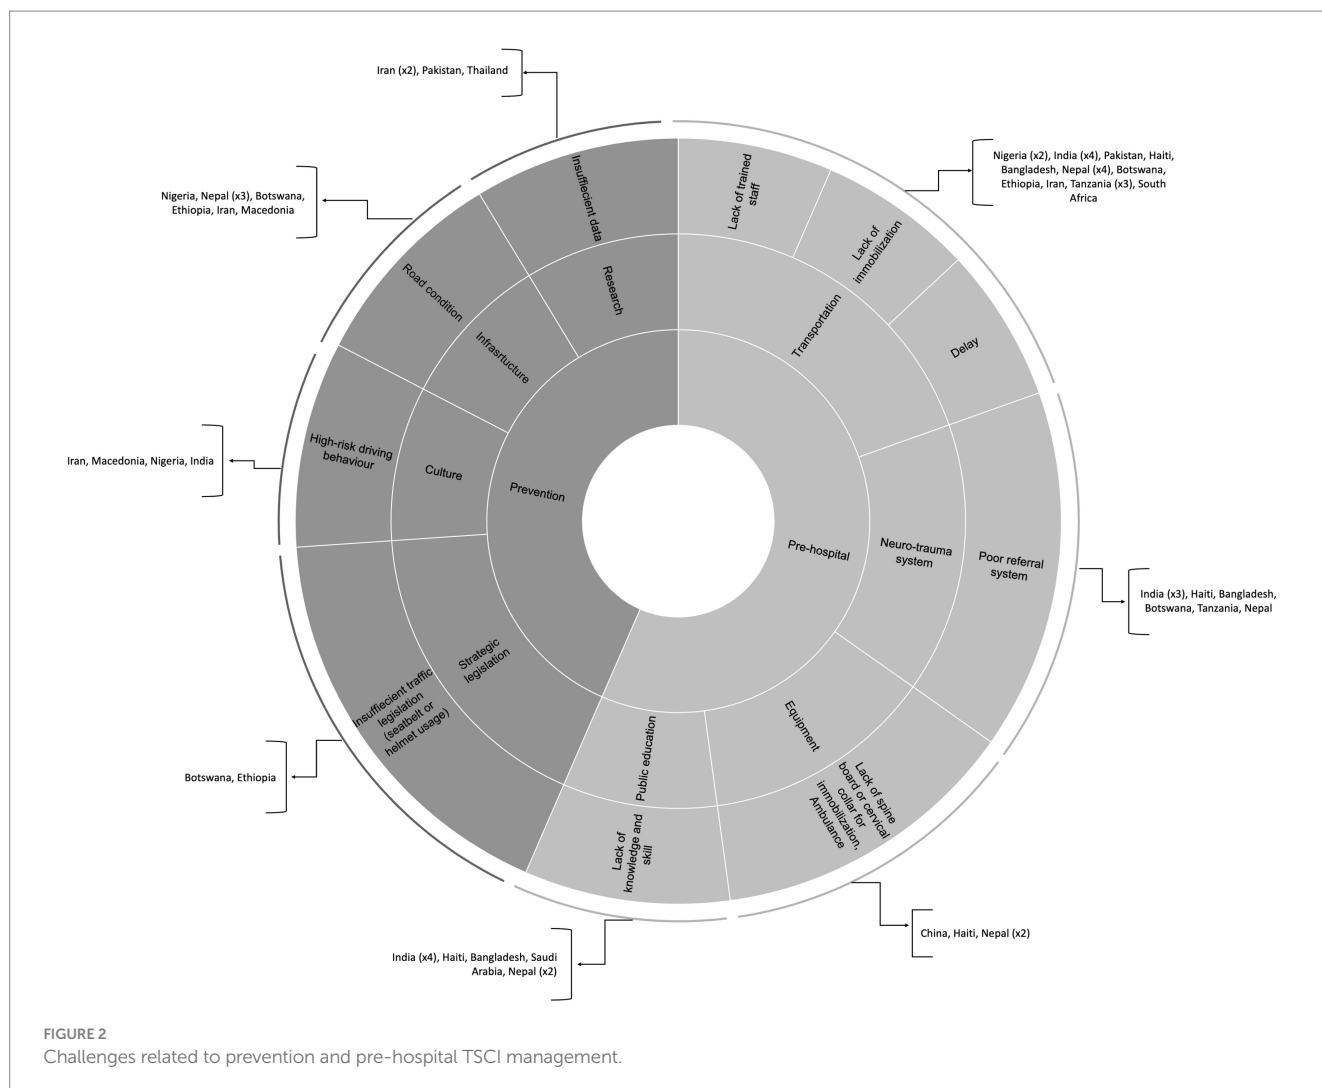 Iran (x2), Pakistan, Thailand
Nigeria (x2), India (x4), Pakistan, Haiti,
Bangladesh, Nepal (x4), Botswana,
Ethiopia, Iran, Tanzania (x3), South
Africa
Nigeria, Nepal (x3), Botswana,
Ethiopia, Iran, Macedonia
Insuffiecient data
Lack of trained
staff
Lack of
immobilization
Road condition
Research
Transportation
Delay
Infrasrtucture
High-risk driving
behaviour
Culture
Prevention
Iran, Macedonia, Nigeria, India
Pre-hospital
Neuro-trauma
system
Poor referral
system
India (x3), Haiti, Bangladesh,
Botswana, Tanzania, Nepal
Strategic
legislation
Insuffiecient traffic
legislation
(seatbelt or
helmet usage)
Public education
Equipment
Botswana, Ethiopia
Lack of
knowledge and
skill
Lack of spine
board or cervical
collar for
immobilization,
Ambulance
China, Haiti, Nepal (x2)
India (x4), Haiti, Bangladesh, Saudi
Arabia, Nepal (x2)
FIGURE 2
Challenges related to prevention and pre-hospital TSCI management.